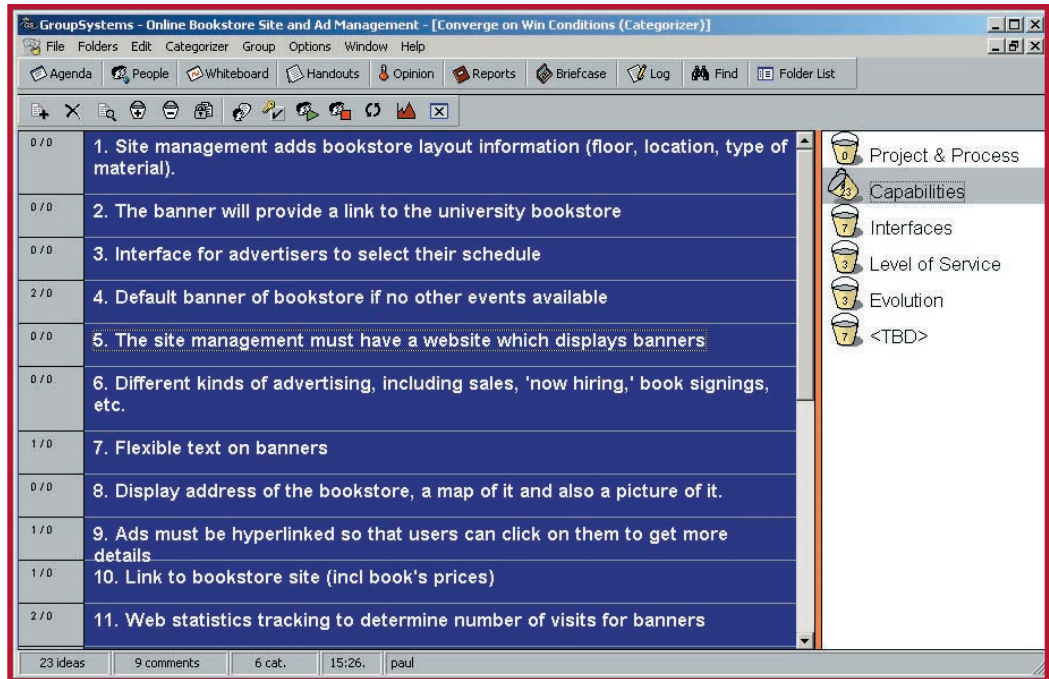 GroupSystems - Online Bookstore Site and Ad Management - [Converge on Win Conditions (Categorizer)]
File Folders Edit Categorizer Group Options Window Help
Agenda People Whiteboard Handouts Opinion Reports Briefcase Log Find Folder List
0/0 1. Site management adds bookstore layout information (floor, location, type of
material).
0/0 2. The banner will provide a link to the university bookstore
0/0 3. Interface for advertisers to select their schedule
2/0 4. Default banner of bookstore if no other events available
0/0 5. The site management must have a website which displays banners
0/0 6. Different kinds of advertising, including sales, 'now hiring,' book signings,
etc.
1/0 7. Flexible text on banners
0/0 8. Display address of the bookstore, a map of it and also a picture of it.
1/0 9. Ads must be hyperlinked so that users can click on them to get more
details
1/0 10. Link to bookstore site (incl book's prices)
2/0 11. Web statistics tracking to determine number of visits for banners
0 Project & Process
23 Capabilities
7 Interfaces
3 Level of Service
3 Evolution
7 <TBD>
23 ideas 9 comments 6 cat. 15:26. paul